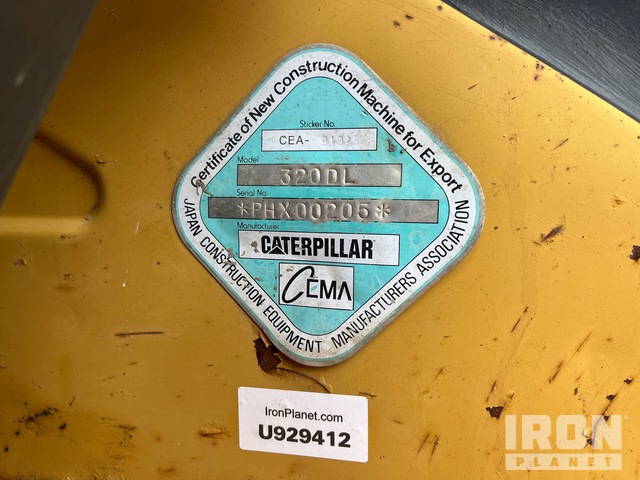 Certificate of New Construction Machine for Export
Sticker No.
CEA-
Model
320DL
Serial No
*PHX00205*
Manufacturer
CATERPILLAR
CEMA
JAPAN CONSTRUCTION EQUIPMENT MANUFACTURERS ASSOCIATION
IronPlanet.com
U929412
IRON
PLANET